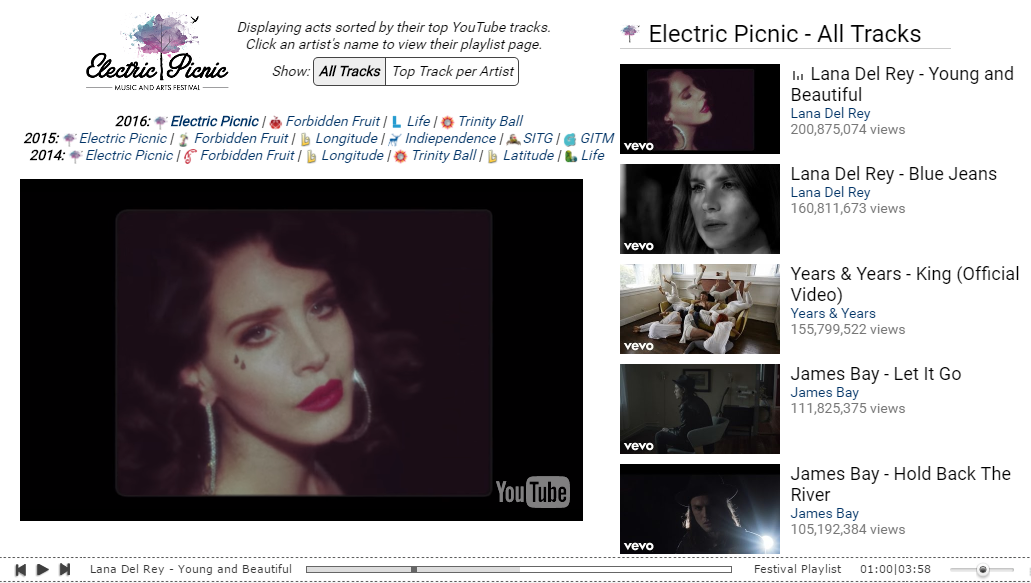 Electric Picnic
MUSIC AND ARTS FESTIVAL
Displaying acts sorted by their top YouTube tracks.
Click an artist's name to view their playlist page.
Show: All Tracks Top Track per Artist
2016: Electric Picnic | Forbidden Fruit | Life | Trinity Ball
2015: Electric Picnic | Forbidden Fruit | Longitude | Indiependence | SITG | GITM
2014: Electric Picnic | Forbidden Fruit | Longitude | Trinity Ball | Latitude | Life
YouTube
Electric Picnic - All Tracks
vevo
Lana Del Rey - Young and
Beautiful
Lana Del Rey
200,875,074 views
vevo
Lana Del Rey - Blue Jeans
Lana Del Rey
160,811,673 views
vevo
Years & Years - King (Official
Video)
Years & Years
155,799,522 views
vevo
James Bay - Let It Go
James Bay
111,825,375 views
vevo
James Bay - Hold Back The
River
James Bay
105,192,384 views
Lana Del Rey - Young and Beautiful
Festival Playlist
01:00|03:58